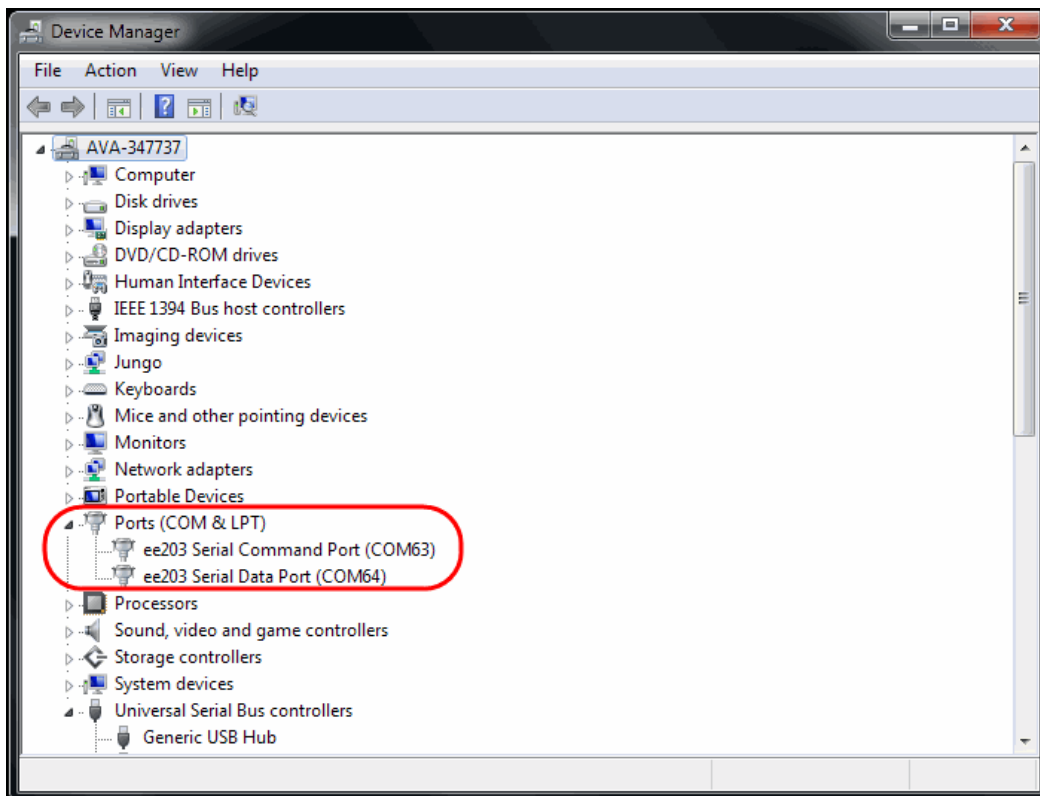 Device Manager
File Action View Help
AVA-347737
Computer
Disk drives
Display adapters
DVD/CD-ROM drives
Human Interface Devices
IEEE 1394 Bus host controllers
Imaging devices
Jungo
Keyboards
Mice and other pointing devices
Monitors
Network adapters
Portable Devices
Ports (COM & LPT)
ee203 Serial Command Port (COM63)
ee203 Serial Data Port (COM64)
Processors
Sound, video and game controllers
Storage controllers
System devices
Universal Serial Bus controllers
Generic USB Hub